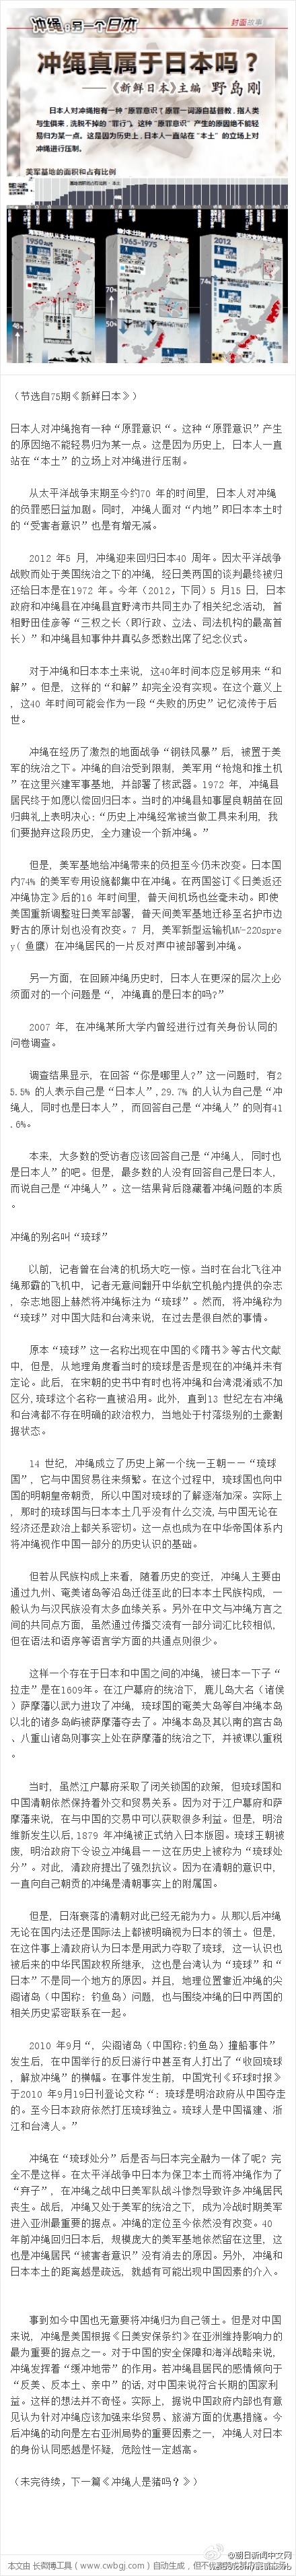 冲绳,另一个日本
封面故事
冲绳真属于日本吗？
——《新鲜日本》主编 野岛刚
日本人对冲绳抱有一种“原罪意识”。原罪一词源自基督教,指人类
与生俱来,洗脱不掉的“罪行”。这种“原罪意识”产生的原因绝不能轻
易归为某一点。这是因为历史上,日本人一直站在“本土”的立场上对
冲绳进行压制。
美军基地的面积和占有比例
1950
1965-1975
2012
（节选自75期《新鲜日本》）
日本人对冲绳抱有一种“原罪意识“。这种“原罪意识”产生
的原因绝不能轻易归为某一点。这是因为历史上，日本人一直
站在“本土”的立场上对冲绳进行压制。
从太平洋战争末期至今约70 年的时间里，日本人对冲绳
的负罪感日益加剧。同时，冲绳人面对“内地”即日本本土时
的“受害者意识”也是有增无减。
2012 年5 月，冲绳迎来回归日本40 周年。因太平洋战争
战败而处于美国统治之下的冲绳，经日美两国的谈判最终被归
还给日本是在1972 年。今年（2012，下同）5 月15 日，日本
政府和冲绳县在冲绳县宜野湾市共同主办了相关纪念活动，首
相野田佳彦等“三权之长（即行政、立法、司法机构的最高首
长）”和冲绳县知事仲井真弘多悉数出席了纪念仪式。
对于冲绳和日本本土来说，这40年时间本应足够用来“和
解”。但是，这样的“和解”却完全没有实现。在这个意义上
，这40 年时间可能会作为一段“失败的历史”记忆流传于后
世。
冲绳在经历了激烈的地面战争“钢铁风暴”后，被置于美
军的统治之下。冲绳的自治受到限制，美军用“枪炮和推土机
”在这里兴建军事基地，并部署了核武器。1972 年，冲绳县
居民终于如愿以偿回归日本。当时的冲绳县知事屋良朝苗在回
归典礼上表明决心:“历史上冲绳经常被当做工具来利用，我
们要抛弃这段历史，全力建设一个新冲绳。”
但是，美军基地给冲绳带来的负担至今仍未改变。日本国
内74% 的美军专用设施都集中在冲绳。在两国签订《日美返还
冲绳协定》后的16 年时间里，普天间机场也丝毫未动。即使
美国重新调整驻日美军部署，普天间美军基地迁移至名护市边
野古的原计划也没有改变。7 月，美军新型运输机MV-22Ospre
y( 鱼鹰) 在冲绳居民的一片反对声中被部署到冲绳。
另一方面，在回顾冲绳历史时，日本人在更深的层次上必
须面对的一个问题是“，冲绳真的是日本的吗?”
2007 年，在冲绳某所大学内曾经进行过有关身份认同的
问卷调查。
调查结果显示，在回答“你是哪里人?”这一问题时，有2
5.5% 的人表示自己是“日本人”,29.7% 的人认为自己是“冲
绳人，同时也是日本人”，而回答自己是“冲绳人”的则有41
.6%。
本来，大多数的受访者应该回答自己是“冲绳人，同时也
是日本人”的吧。但是，最多数的人没有回答自己是日本人，
而说自己是“冲绳人”。这一结果背后隐藏着冲绳问题的本质
。
冲绳的别名叫“琉球”
以前，记者曾在台湾的机场大吃一惊。当时在台北飞往冲
绳那霸的飞机中，记者无意间翻开中华航空机舱内提供的杂志
，杂志地图上赫然将冲绳标注为“琉球”。然而，将冲绳称为
“琉球”对中国大陆和台湾来说，在过去是很自然的事情。
原本“琉球”这一名称出现在中国的《隋书》等古代文献
中，但是，从地理角度看当时的琉球是否是现在的冲绳并未有
定论。此后，在宋朝的史书中有时也将冲绳和台湾混淆或不加
区分,琉球这个名称一直被沿用。此外，直到13 世纪左右冲绳
和台湾都不存在明确的政治权力，当地处于村落级别的土豪割
据状态。
14 世纪，冲绳成立了历史上第一个统一王朝——“琉球
国”，它与中国贸易往来频繁。在这个过程中，琉球国也向中
国的明朝皇帝朝贡，所以中国对琉球的了解逐渐加深。实际上
，那时的琉球国与日本本土几乎没有什么交流,与中国无论在
经济还是政治上都关系密切。这一点也成为在中华帝国体系内
将冲绳视作中国一部分的历史认识的基础。
但若从民族构成上来看，随着历史的变迁，冲绳人主要由
通过九州、奄美诸岛等沿岛迁徙至此的日本本土民族构成，一
般认为与汉民族没有太多血缘关系。另外在中文与冲绳方言之
间的共同点方面，虽然通过传播交流有一部分词汇比较相似，
但在语法和语序等语言学方面的共通点则很少。
这样一个存在于日本和中国之间的冲绳，被日本一下子“
拉走”是在1609年。在江户幕府的统治下，鹿儿岛大名（诸侯
）萨摩藩以武力进攻了冲绳，琉球国的奄美大岛等自冲绳本岛
以北的诸多岛屿被萨摩藩夺去了。冲绳本岛及其以南的宫古岛
、八重山诸岛则事实上处在萨摩藩的统治之下，并被课以重税
。
当时，虽然江户幕府采取了闭关锁国的政策，但琉球国和
中国清朝依然保持着外交和贸易关系。因为对于江户幕府和萨
摩藩来说，在与中国的交易中可以获取很多利益。但是，明治
维新发生以后,1879 年冲绳被正式纳入日本版图。琉球王朝被
废，明治政府下令设立冲绳县——这在历史上被称为“琉球处
分”。对此，清政府提出了强烈抗议。因为在清朝的意识中，
一直向自己朝贡的冲绳是清朝事实上的附属国。
但是，日渐衰落的清朝对此已经无能为力。从那以后冲绳
无论在国内法还是国际法上都被明确视为日本的领土。但是，
在这件事上清政府认为日本是用武力夺取了琉球，这一认识也
被后来的中华民国政权所继承，这也是台湾认为“琉球”和“
日本”不是同一个地方的原因。并且，地理位置靠近冲绳的尖
阁诸岛（中国称: 钓鱼岛）问题，也与围绕冲绳的日中两国的
相关历史紧密联系在一起。
2010 年9月“，尖阁诸岛（中国称:钓鱼岛）撞船事件”
发生后，在中国举行的反日游行中甚至有人打出了“收回琉球
，解放冲绳”的横幅。在事件发生前，中国党刊《环球时报》
于2010 年9月19日刊登论文称“: 琉球是明治政府从中国夺走
的。至今日本政府依然打压琉球独立。琉球人是中国福建、浙
江和台湾人。”
冲绳在“琉球处分”后是否与日本完全融为一体了呢? 完
全不是这样。在太平洋战争中日本为保卫本土而将冲绳作为了
“弃子”，在冲绳之战中日美军队战斗惨烈导致许多冲绳居民
丧生。战后，冲绳又处于美军的统治之下，成为冷战时期美军
进入亚洲最重要的据点。冲绳的定位至今依然没有改变。40
年前冲绳回归日本后，规模庞大的美军基地依然留在这里，这
也是冲绳居民“被害者意识”没有消去的原因。另外，冲绳和
日本本土的距离越是疏远，就越有可能出现中国因素的介入。
事到如今中国也无意要将冲绳归为自己领土。但是对中国
来说，冲绳是美国根据《日美安保条约》在亚洲维持影响力的
最为重要的据点之一。对于中国的安全保障和海洋战略来说，
冲绳发挥着“缓冲地带”的作用。若冲绳县居民的感情倾向于
“反美、反本土、亲中”的话,对中国来说符合长期的国家利
益。这样的想法并不奇怪。实际上，据说中国政府内部也有意
见认为针对冲绳应该加强来华贸易、旅游方面的优惠措施。今
后冲绳的动向是左右亚洲局势的重要因素之一，冲绳人对日本
的身份认同感越是怀疑，危险性一定越高。
（未完待续，下一篇《冲绳人是猪吗？》）
@朝日新闻中文网
本文由 长微博工具（www.cwbgj.com）自动生成，但不代表